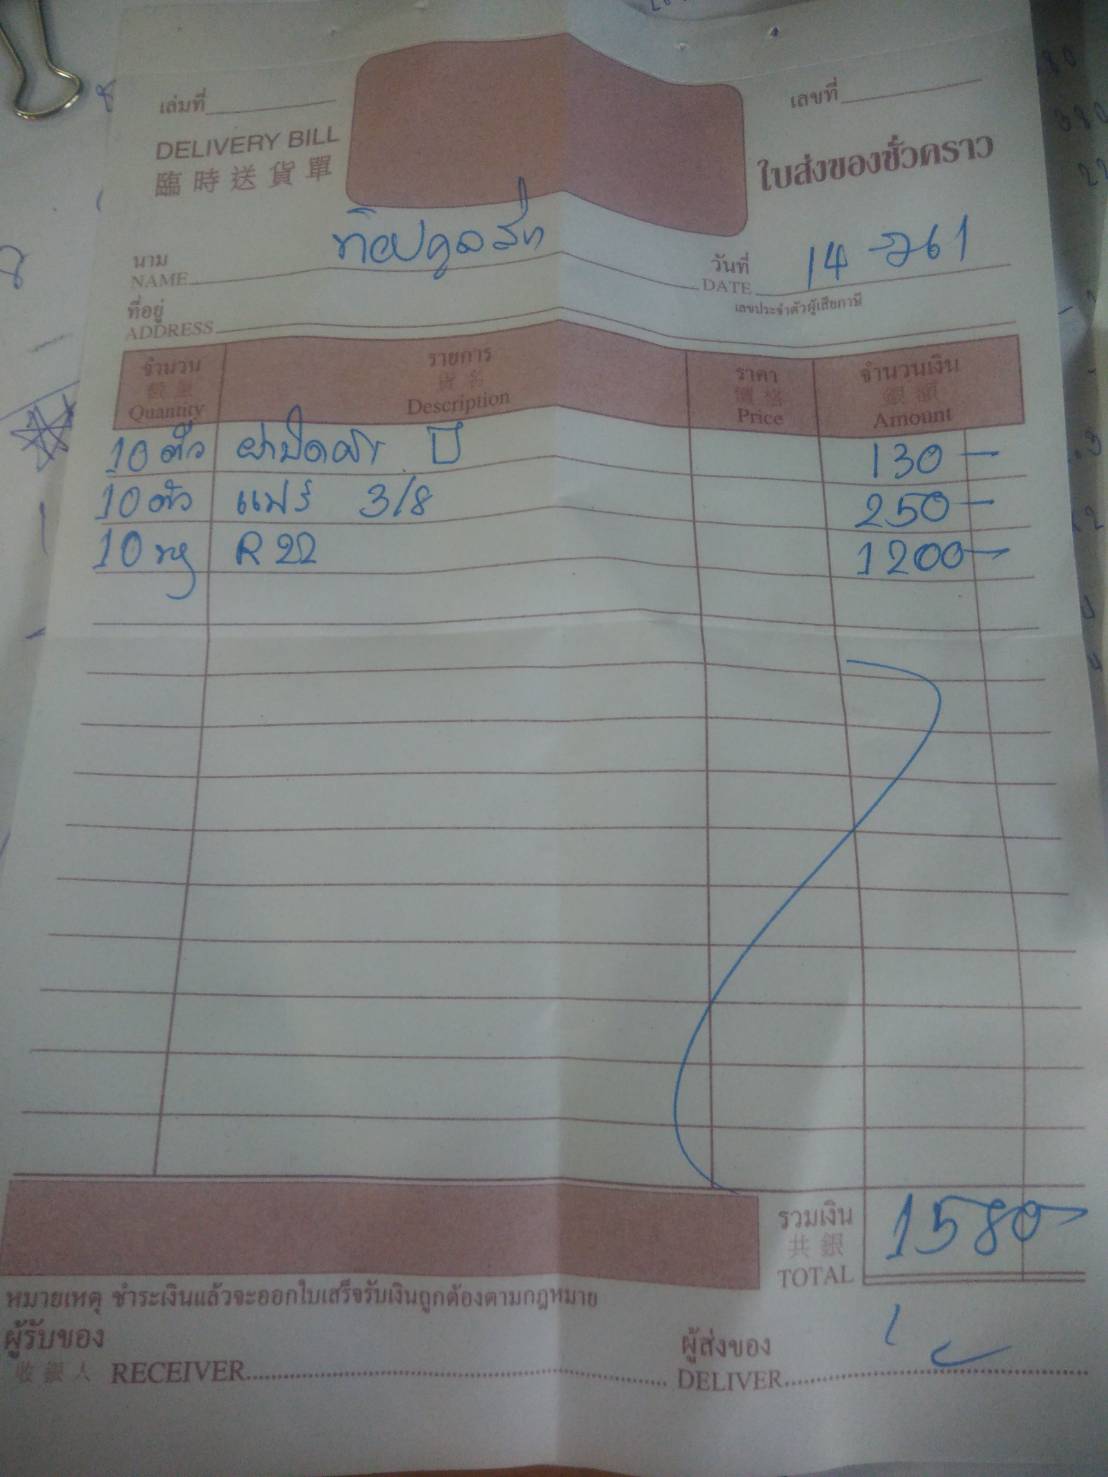 เล่มที่
เลขที่
DELIVERY BILL
臨時送貨單
ใบส่งของชั่วคราว
นาม
NAME
ทิอปคูลลิ่ง
วันที่
DATE
14 61
ที่อยู่
ADDRESS
เลขประจำตัวผู้เสียภาษี
จำนวน รายการ ราคา จำนวนเงิน
數量 貨名 價格 銀額
Quantity Description Price Amount
10 ตัว ฝาปิด 130 -
10 ตัว แฟร์ 3/8 250 -
10 R22 1200 -
รวมเงิน
共銀
TOTAL
1580 -
หมายเหตุ ชำระเงินแล้วจะออกใบเสร็จรับเงินถูกต้องตามกฎหมาย
ผู้รับของ
收銀人 RECEIVER
ผู้ส่งของ
DELIVER